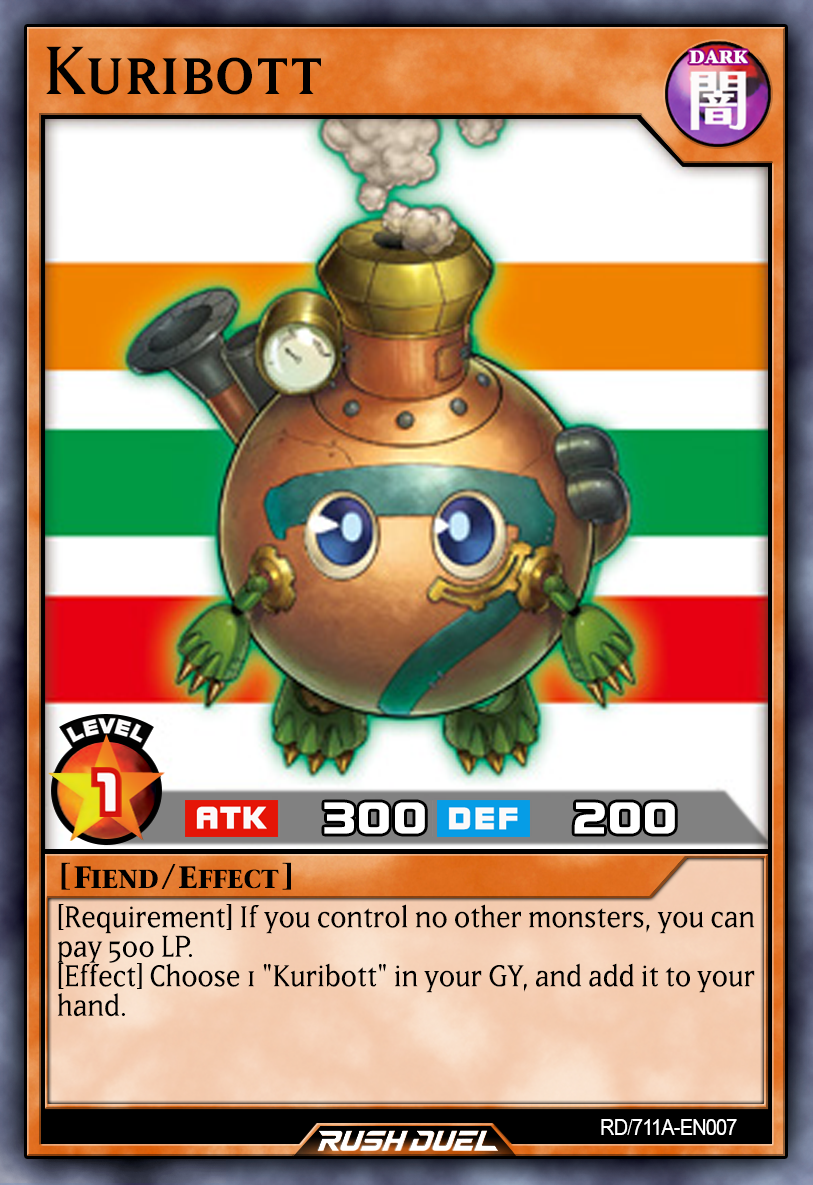 KURIBOTT
DARK
闇
LEVEL
1
ATK 300 DEF 200
[FIEND/EFFECT]
[Requirement] If you control no other monsters, you can
pay 500 LP.
[Effect] Choose 1 "Kuribott" in your GY, and add it to your
hand.
RD/711A-EN007
RUSH DUEL